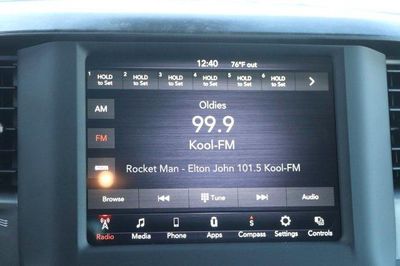 12:40 76°F out
1 HOLD to Set 2 HOLD to Set 3 HOLD to Set 4 HOLD to Set 5 HOLD to Set 6 HOLD to Set
AM
Oldies
FM
99.9
Kool-FM
Rocket Man - Elton John 101.5 Kool-FM
Browse Tune Audio
Radio Media Phone Apps Compass Settings Controls